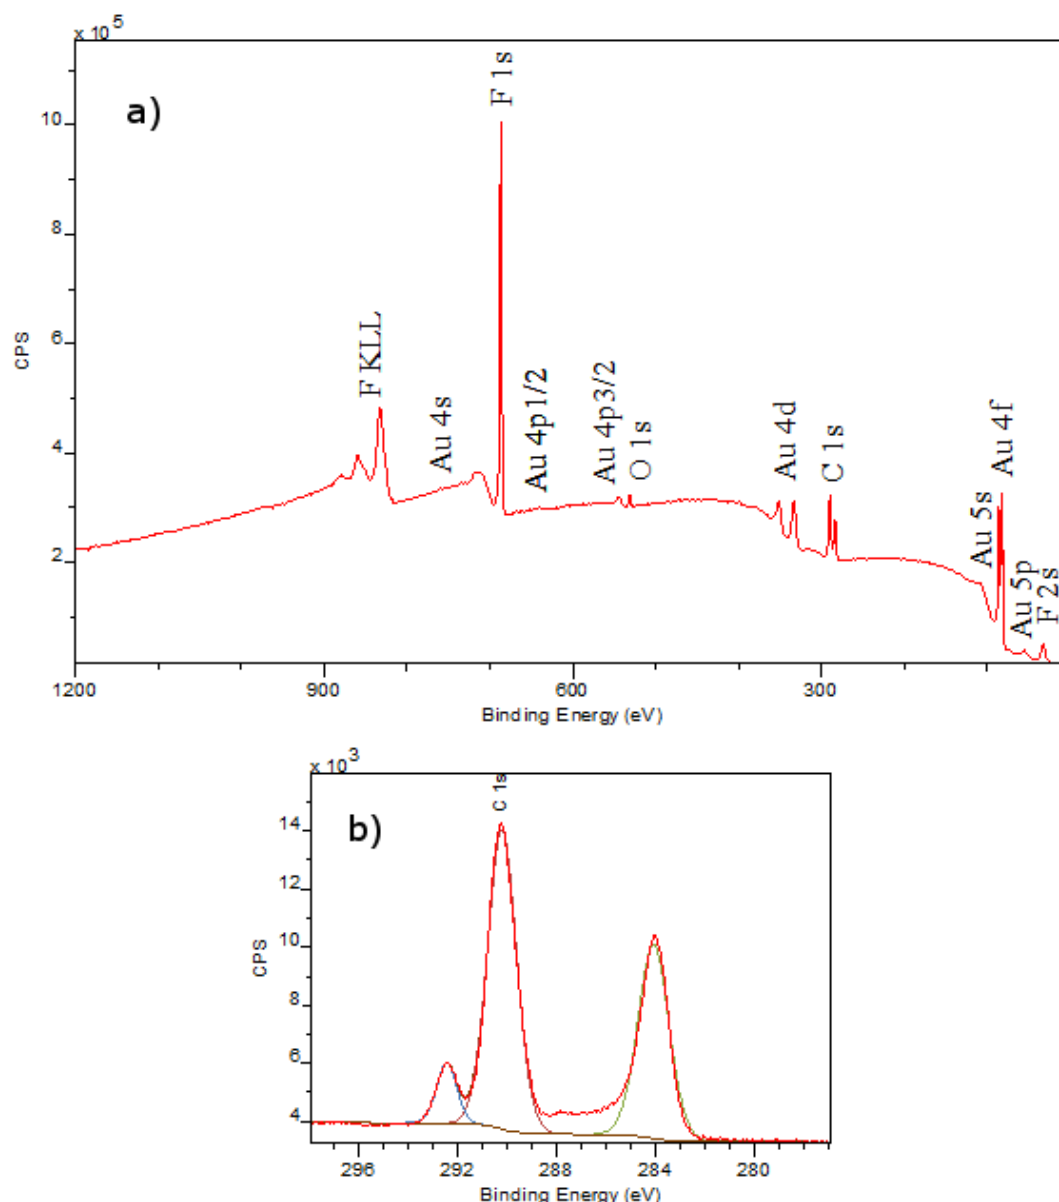 x 10 5
a)
F 1s
10
8
6
4
2
CPS
F KLL
Au 4s
Au 4p1/2
Au 4p3/2
O 1s
Au 4d
C 1s
Au 5s
Au 4f
Au 5p
F 2s
1200
900
600
300
Binding Energy (eV)
x 10 3
C 1s
b)
14
12
10
8
6
4
CPS
296
292
288
284
280
Binding Energy (eV)